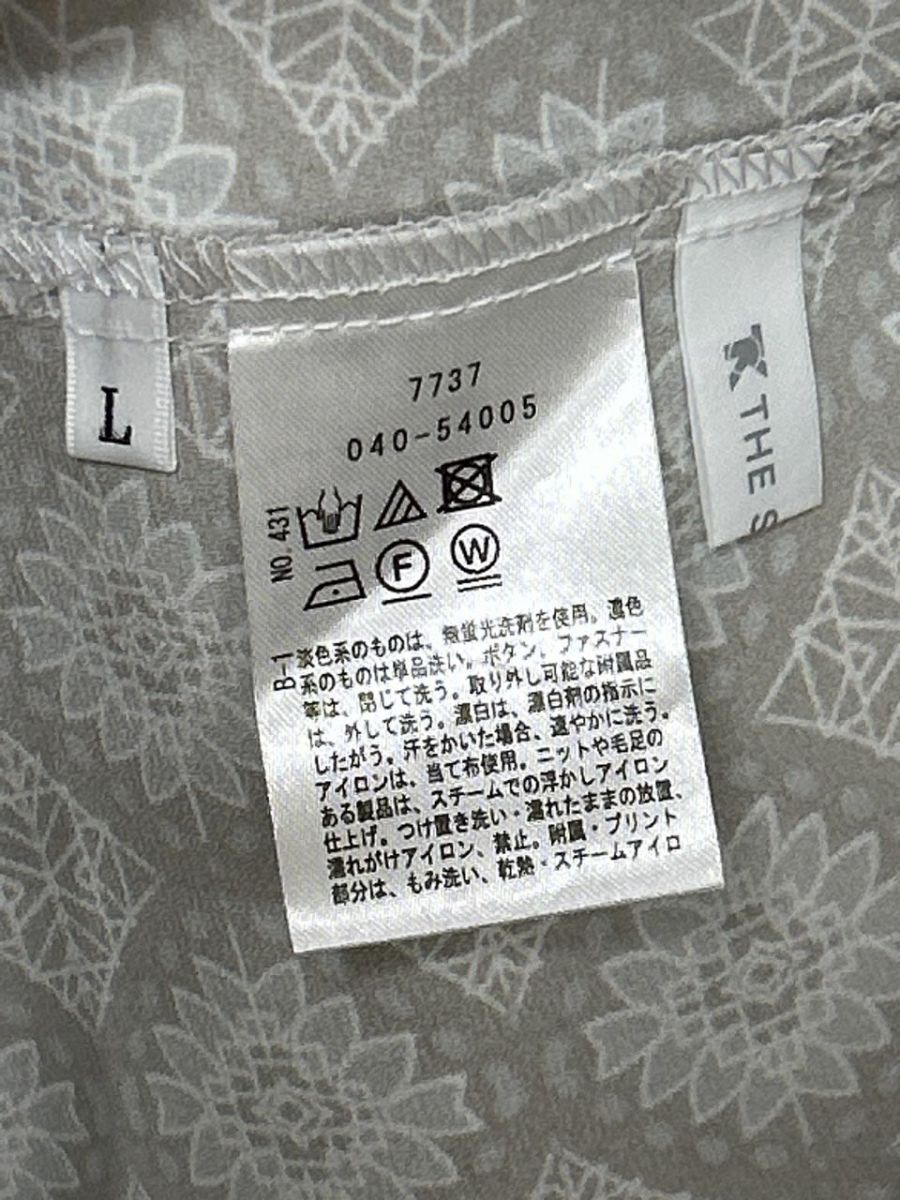 L
7737
040-54005
NO. 431
F
W
B-1
淡色系のものは、無蛍光洗剤を使用。濃色
系のものは単品洗い。ボタン、ファスナー
等は、閉じて洗う。取り外し可能な附属品
は、外して洗う。漂白は、漂白剤の指示に
したがう。汗をかいた場合、速やかに洗う。
アイロンは、当て布使用。ニットや毛足の
ある製品は、スチームでの浮かしアイロン
仕上げ。つけ置き洗い・濡れたままの放置、
濡れがけアイロン、禁止。附属・プリント
部分は、もみ洗い、乾熱・スチームアイロ
THE S